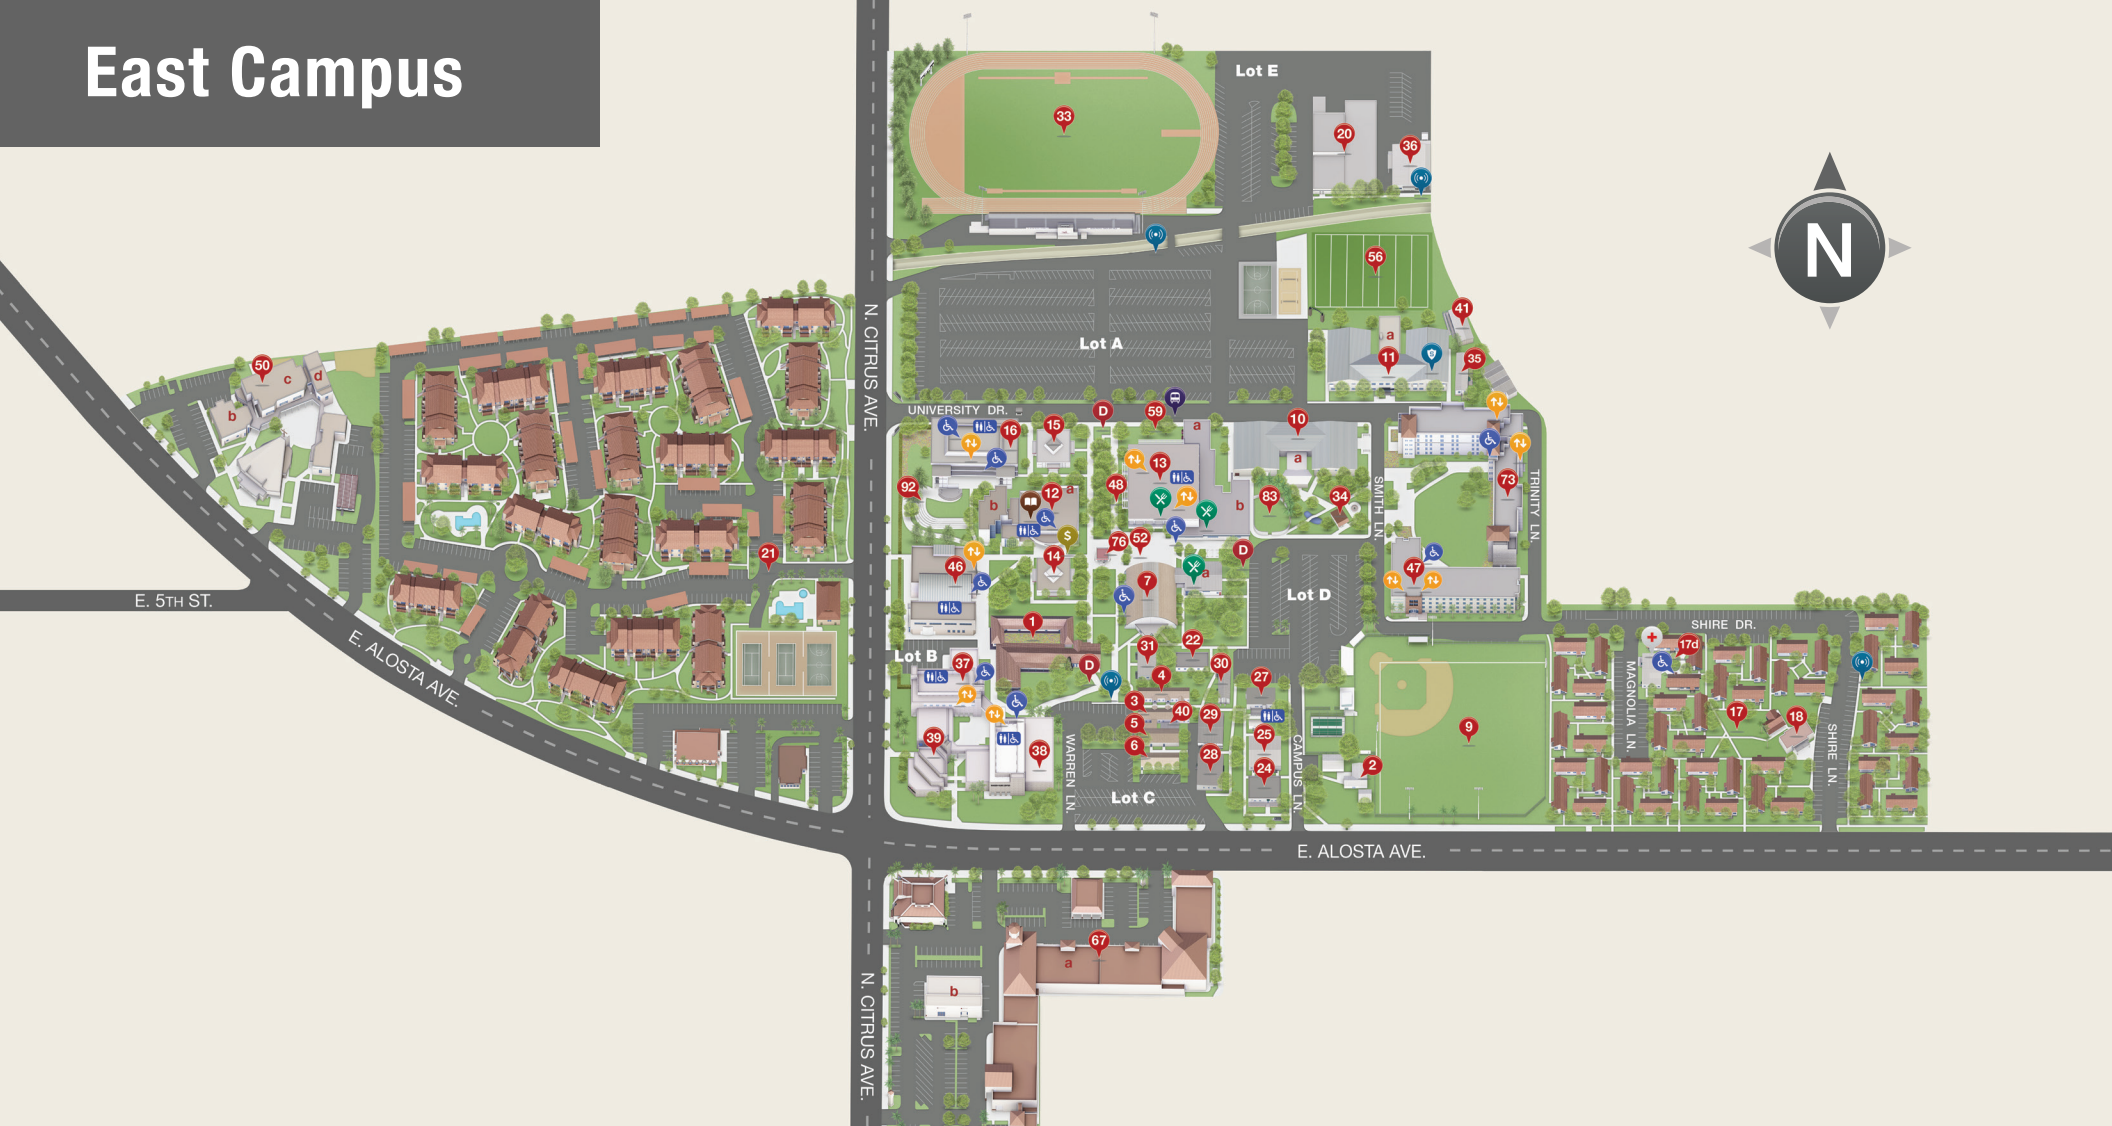 East Campus
Lot E
33
20
36
N
56
41
N. CITRUS AVE.
a
Lot A
11
35
50
c
d
b
UNIVERSITY DR.
D
59
10
16
15
a
13
a
73
92
12
a
b
48
b
83
34
SMITH LN.
TRINITY LN.
$
76
52
D
21
14
46
7
a
47
Lot D
E. 5TH ST.
1
SHIRE DR.
E. ALOSTA AVE.
Lot B
37
D
31
22
30
17d
MAGNOLIA LN.
4
27
3
40
29
17
18
5
25
9
39
38
6
28
24
2
WARREN LN.
CAMPUS LN.
SHIRE LN.
Lot C
E. ALOSTA AVE.
67
a
b
N. CITRUS AVE.